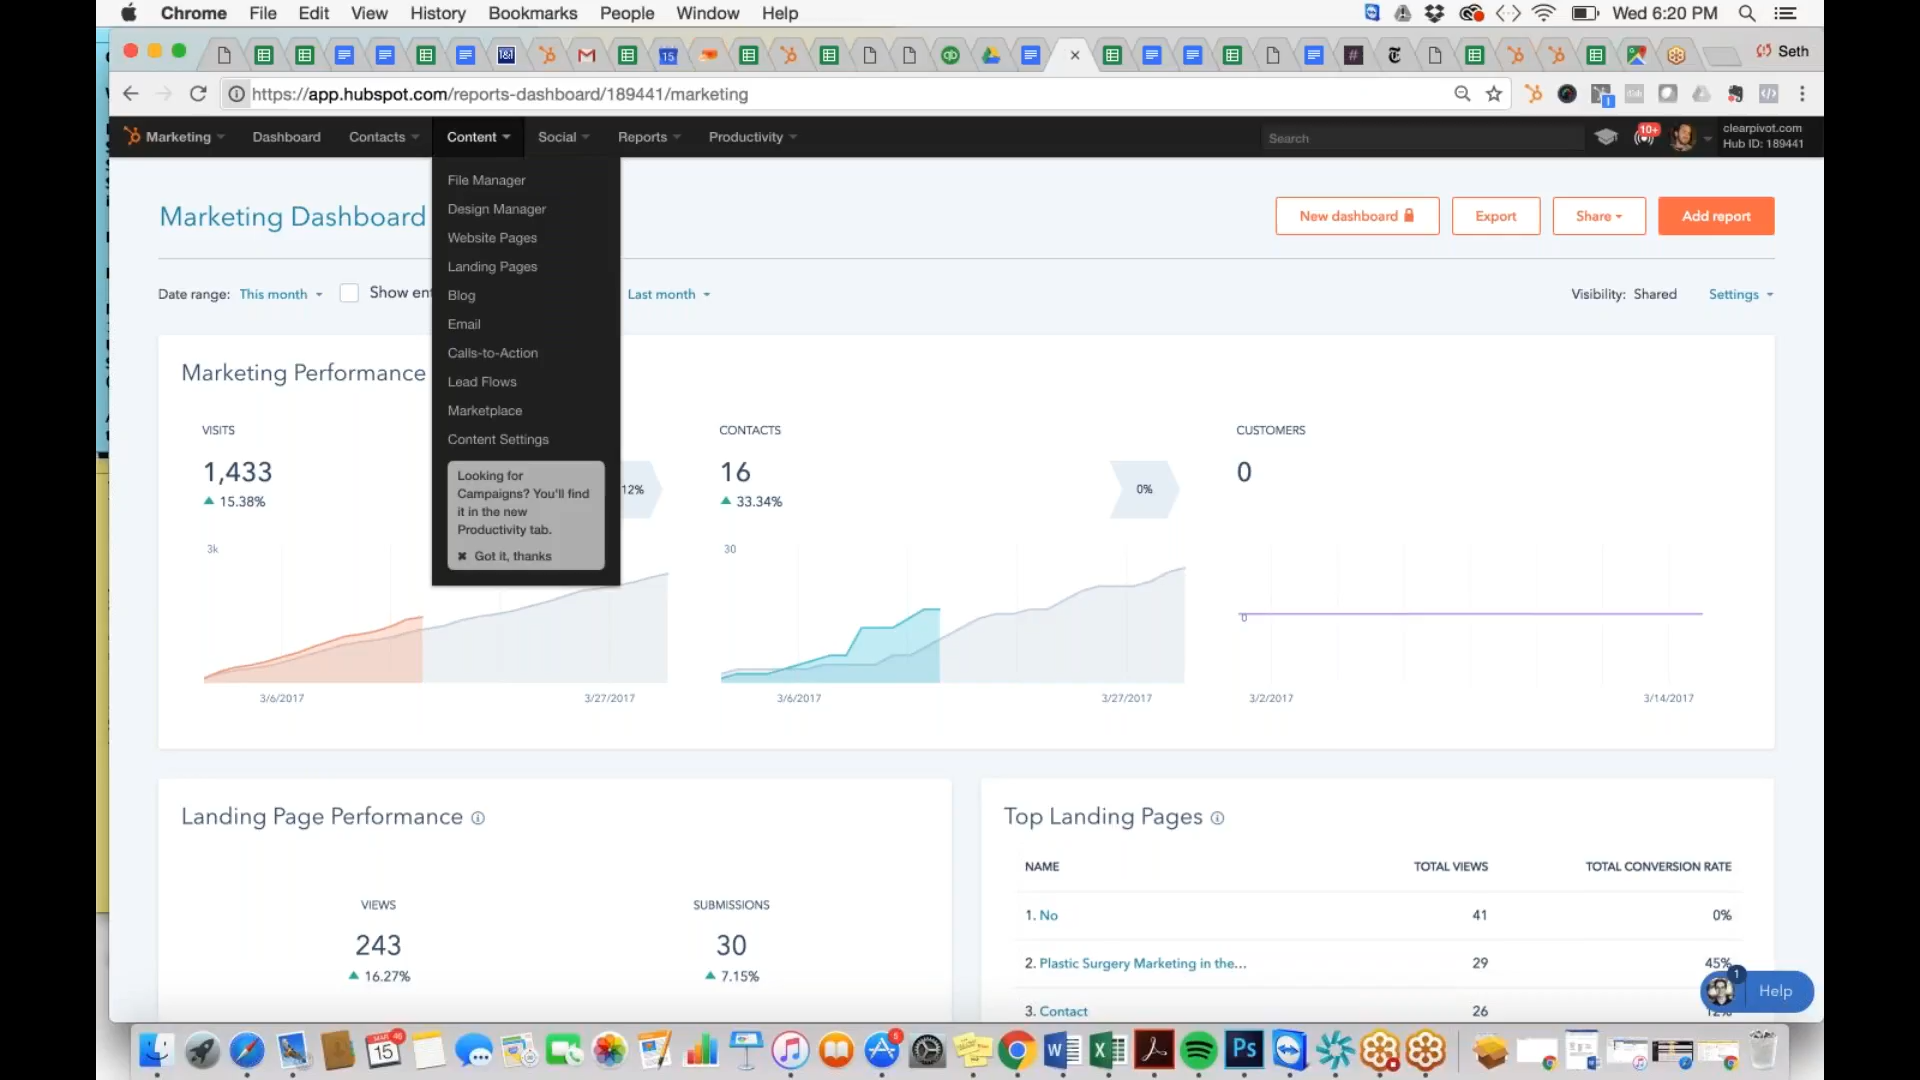 Chrome File Edit View History Bookmarks People Window Help
Wed 6:20 PM
Seth
https://app.hubspot.com/reports-dashboard/189441/marketing
Marketing Dashboard Contacts Content Social Reports Productivity
Search
10+
clearpivot.com
Hub ID: 189441
File Manager
Design Manager
Website Pages
Landing Pages
Blog
Email
Calls-to-Action
Lead Flows
Marketplace
Content Settings
Looking for
Campaigns? You'll find
it in the new
Productivity tab.
✖ Got it, thanks
Marketing Dashboard
New dashboard
Export
Share
Add report
Date range: This month
Show ent
Last month
Visibility: Shared
Settings
Marketing Performance
VISITS
1,433
15.38%
12%
3k
3/6/2017 3/27/2017
CONTACTS
16
33.34%
0%
30
3/6/2017 3/27/2017
CUSTOMERS
0
0
3/2/2017 3/14/2017
Landing Page Performance
VIEWS
243
16.27%
SUBMISSIONS
30
7.15%
Top Landing Pages
NAME TOTAL VIEWS TOTAL CONVERSION RATE
1. No 41 0%
2. Plastic Surgery Marketing in the... 29 45%
3. Contact 26 12%
1
Help